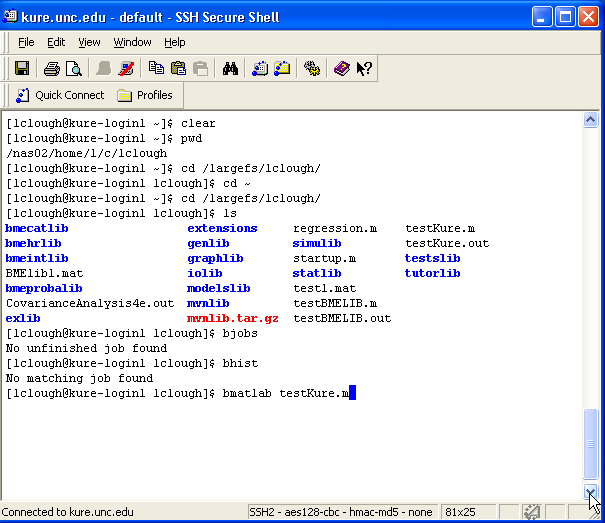 kure.unc.edu - default - SSH Secure Shell
File Edit View Window Help
Quick Connect Profiles
[lclough@kure-login1 ~]$ clear
[lclough@kure-login1 ~]$ pwd
/nas02/home/l/c/lclough
[lclough@kure-login1 ~]$ cd /largefs/lclough/
[lclough@kure-login1 lclough]$ cd ~
[lclough@kure-login1 ~]$ cd /largefs/lclough/
[lclough@kure-login1 lclough]$ ls
bmecatlib extensions regression.m testKure.m
bmehrlib genlib simulib testKure.out
bmeintlib graphlib startup.m testslib
BMElib1.mat iolib statlib tutorlib
bmeprobalib modelslib test1.mat
CovarianceAnalysis4e.out mvnlib testBMELIB.m
exlib mvnlib.tar.gz testBMELIB.out
[lclough@kure-login1 lclough]$ bjobs
No unfinished job found
[lclough@kure-login1 lclough]$ bhist
No matching job found
[lclough@kure-login1 lclough]$ bmatlab testKure.m
Connected to kure.unc.edu SSH2 - aes128-cbc - hmac-md5 - none 81x25